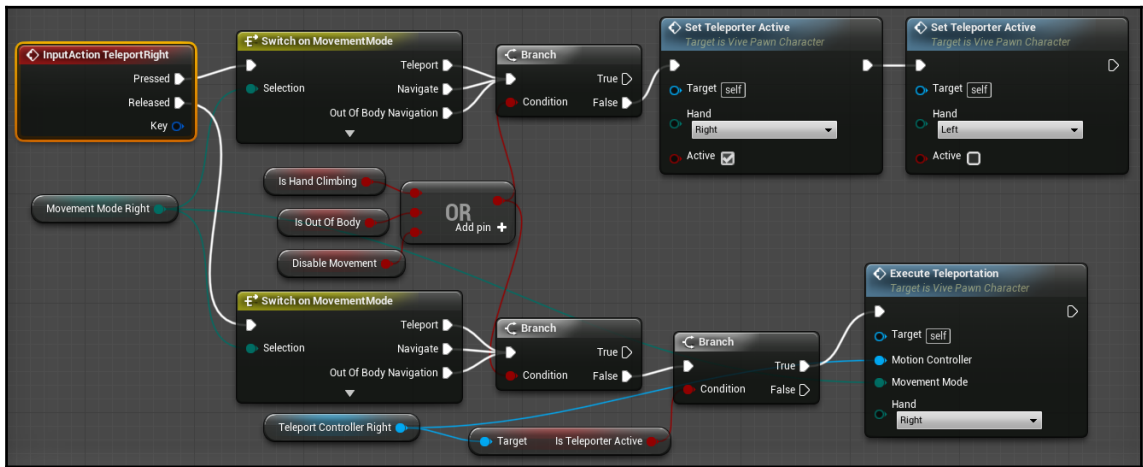 InputAction TeleportRight
Pressed
Released
Key
Switch on MovementMode
Selection
Teleport
Navigate
Out Of Body Navigation
Branch
Condition
True
False
Set Teleporter Active
Target is Vive Pawn Character
Target self
Hand
Right
Active
Set Teleporter Active
Target is Vive Pawn Character
Target self
Hand
Left
Active
Movement Mode Right
Is Hand Climbing
Is Out Of Body
Disable Movement
OR
Add pin +
Switch on MovementMode
Selection
Teleport
Navigate
Out Of Body Navigation
Branch
Condition
True
False
Branch
Condition
True
False
Execute Teleportation
Target is Vive Pawn Character
Target self
Motion Controller
Movement Mode
Hand
Right
Teleport Controller Right
Target Is Teleporter Active